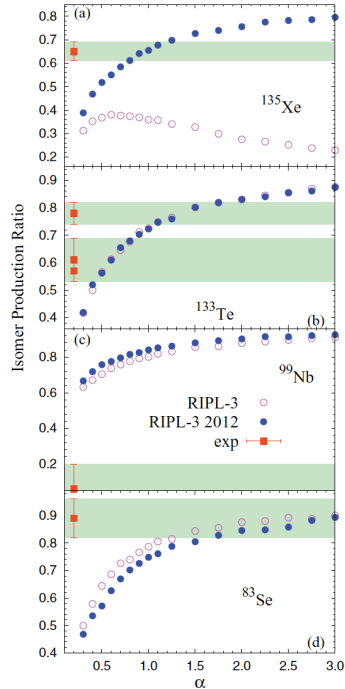 Isomer Production Ratio
(a)
0.8
0.7
0.6
0.5
0.4
0.3
0.2
¹³⁵Xe
0.9
0.8
0.7
0.6
0.5
0.4
¹³³Te
(b)
(c)
0.8
0.6
0.4
0.2
⁹⁹Nb
RIPL-3
RIPL-3 2012
exp
0.9
0.8
0.7
0.6
0.5
0.4
⁸³Se
(d)
0.5 1.0 1.5 2.0 2.5 3.0
α